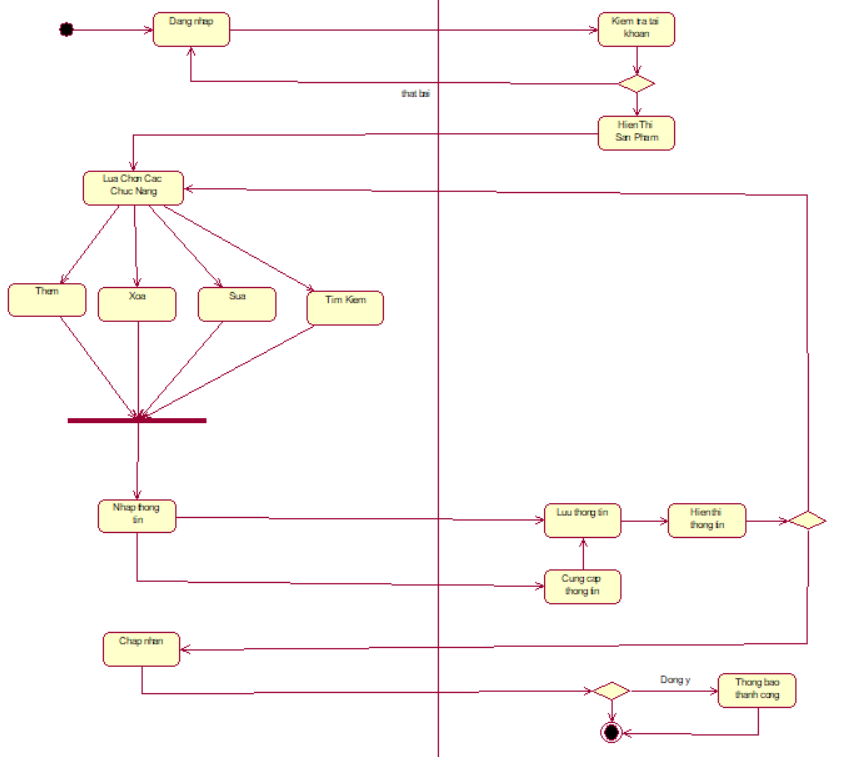 Dang nhap
Kiem tra tai
khoan
that bai
Hien Thi
San Pham
Lua Chon Cac
Chuc Nang
Them
Xoa
Sua
Tim Kiem
Nhap thong
tin
Luu thong tin
Hien thi
thong tin
Cung cap
thong tin
Chap nhan
Dong y
Thong bao
thanh cong